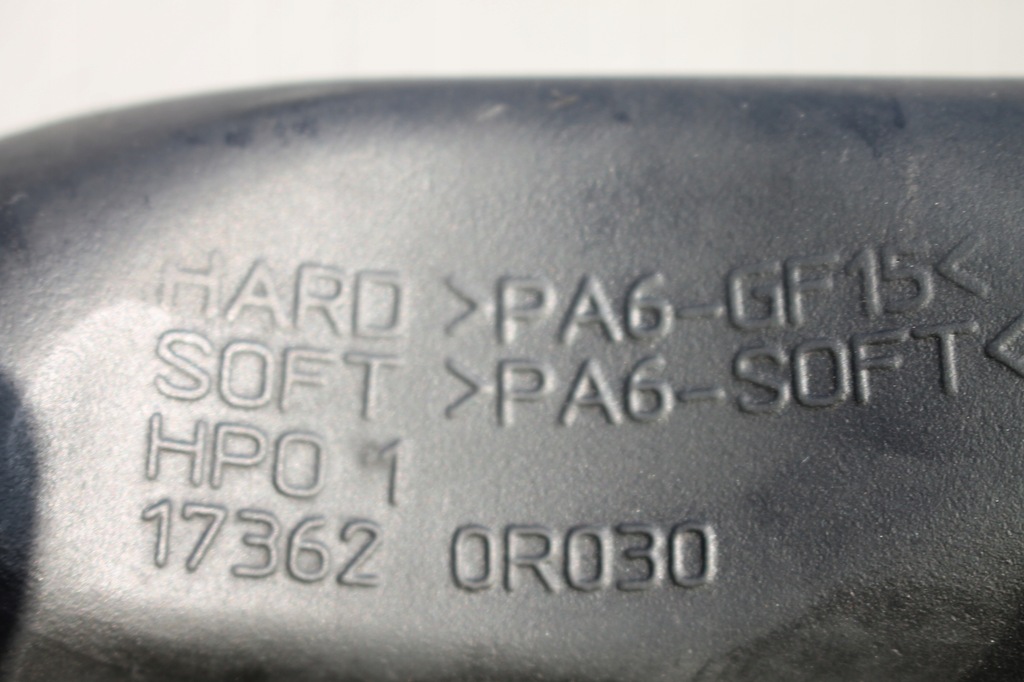 HARD >PA6-GF15<
SOFT >PA6-SOFT<
HPO 1
17362 0R030